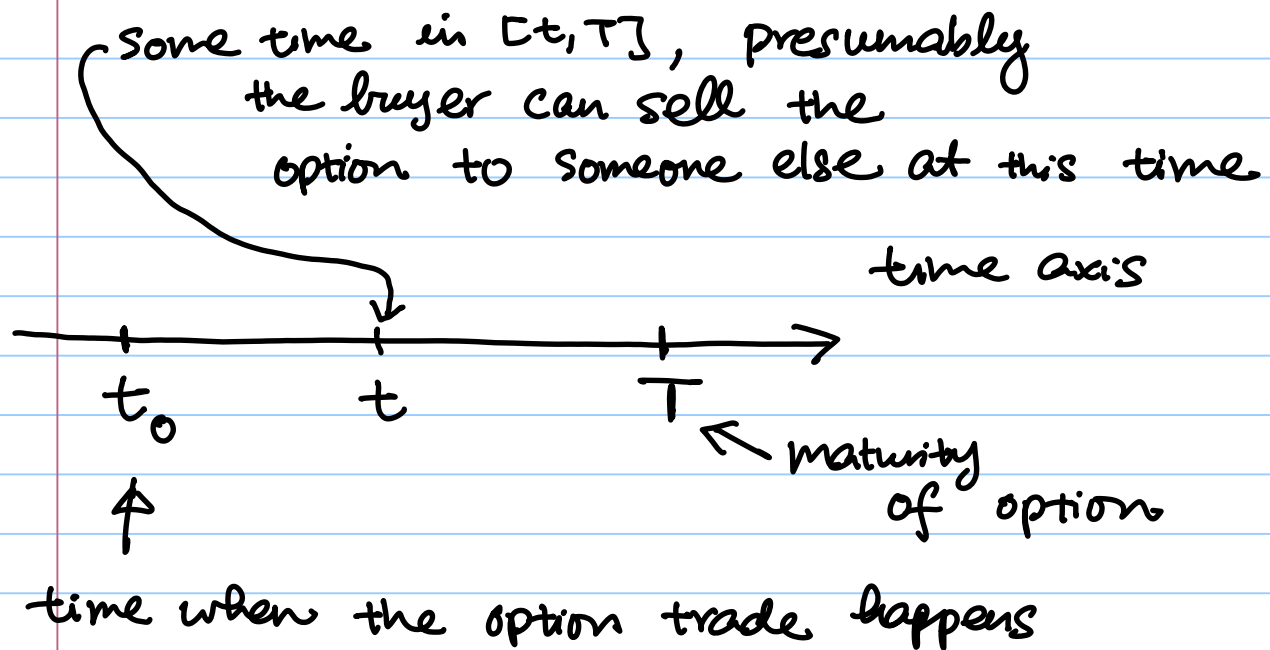 some time in [t,T], presumably
the buyer can sell the
option to someone else at this time
time axis
t₀ t T
maturity
of option
time when the option trade happens